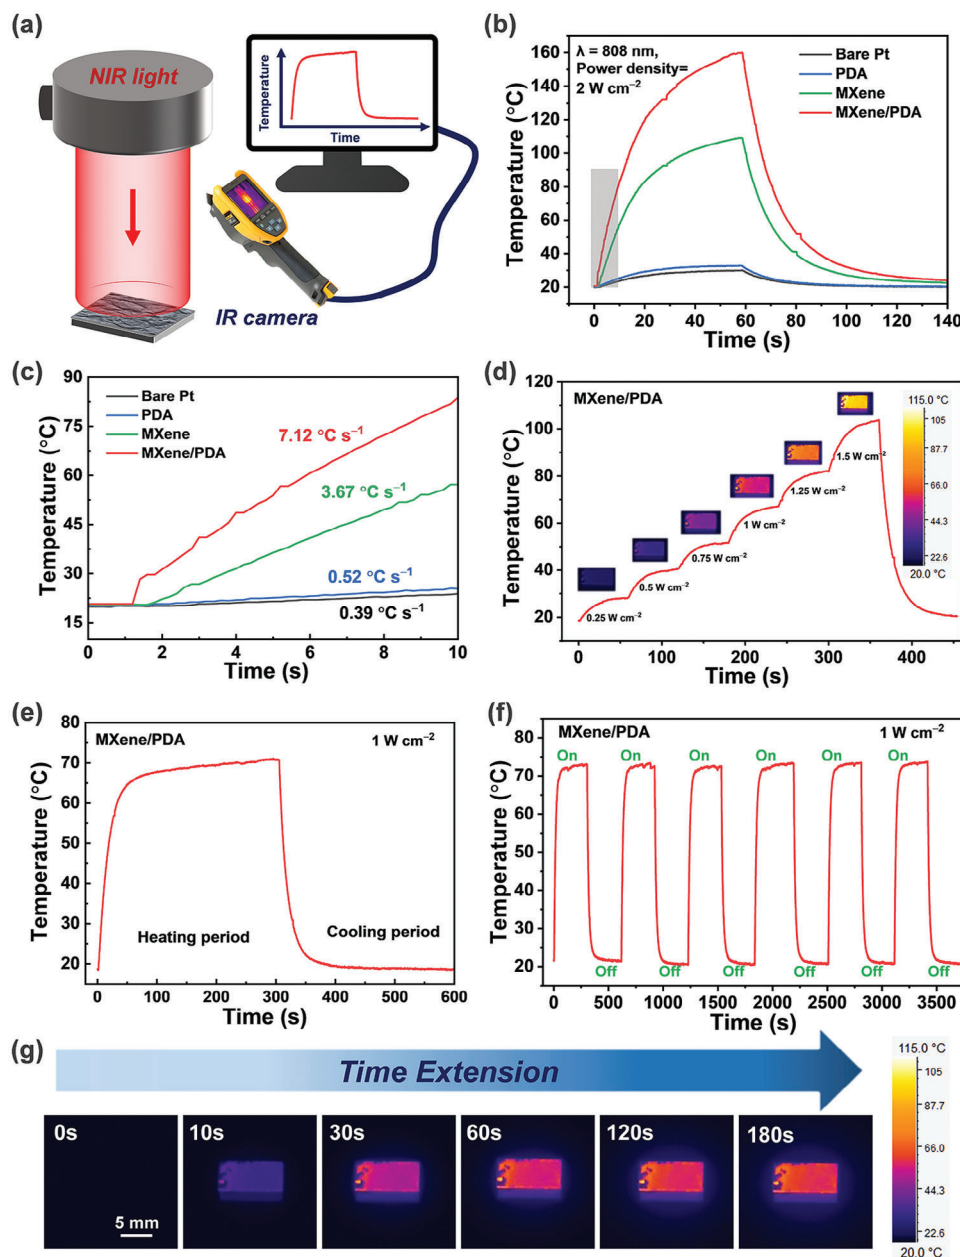 (a)
NIR light
Temperature
Time
IR camera
(b)
λ = 808 nm,
Power density=
2 W cm⁻²
Bare Pt
PDA
MXene
MXene/PDA
Temperature (°C)
160
140
120
100
80
60
40
20
0 20 40 60 80 100 120 140
Time (s)
(c)
Bare Pt
PDA
MXene
MXene/PDA
7.12 °C s⁻¹
3.67 °C s⁻¹
0.52 °C s⁻¹
0.39 °C s⁻¹
Temperature (°C)
90
75
60
45
30
15
0 2 4 6 8 10
Time (s)
(d)
MXene/PDA
0.25 W cm⁻²
0.5 W cm⁻²
0.75 W cm⁻²
1 W cm⁻²
1.25 W cm⁻²
1.5 W cm⁻²
115.0 °C
105
87.7
66.0
44.3
22.6
20.0 °C
Temperature (°C)
120
100
80
60
40
20
0 100 200 300 400
Time (s)
(e)
MXene/PDA
1 W cm⁻²
Heating period
Cooling period
Temperature (°C)
80
70
60
50
40
30
20
0 100 200 300 400 500 600
Time (s)
(f)
MXene/PDA
1 W cm⁻²
On On On On On On
Off Off Off Off Off Off
Temperature (°C)
80
70
60
50
40
30
20
0 500 1000 1500 2000 2500 3000 3500
Time (s)
(g)
Time Extension
0s
10s
30s
60s
120s
180s
5 mm
115.0 °C
105
87.7
66.0
44.3
22.6
20.0 °C